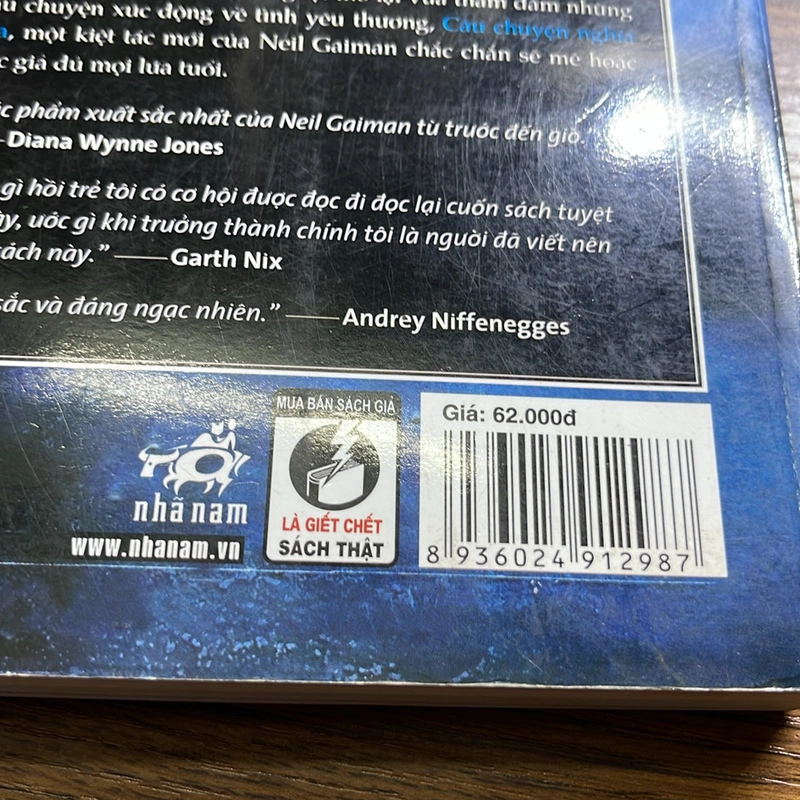 chuyện xúc động về tình yêu thương, Câu chuyện nghĩa
, một kiệt tác mới của Neil Gaiman chắc chắn sẽ mê hoặc
giả đủ mọi lứa tuổi.
phẩm xuất sắc nhất của Neil Gaiman từ trước đến giờ."
—Diana Wynne Jones
gì hồi trẻ tôi có cơ hội được đọc đi đọc lại cuốn sách tuyệt
ước gì khi trưởng thành chính tôi là người đã viết nên
sách này." —— Garth Nix
sắc và đáng ngạc nhiên." —— Andrey Niffenegges
MUA BÁN SÁCH GIẢ
LÀ GIẾT CHẾT
SÁCH THẬT
nhã nam
www.nhanam.vn
Giá: 62.000đ
8 936024 912987